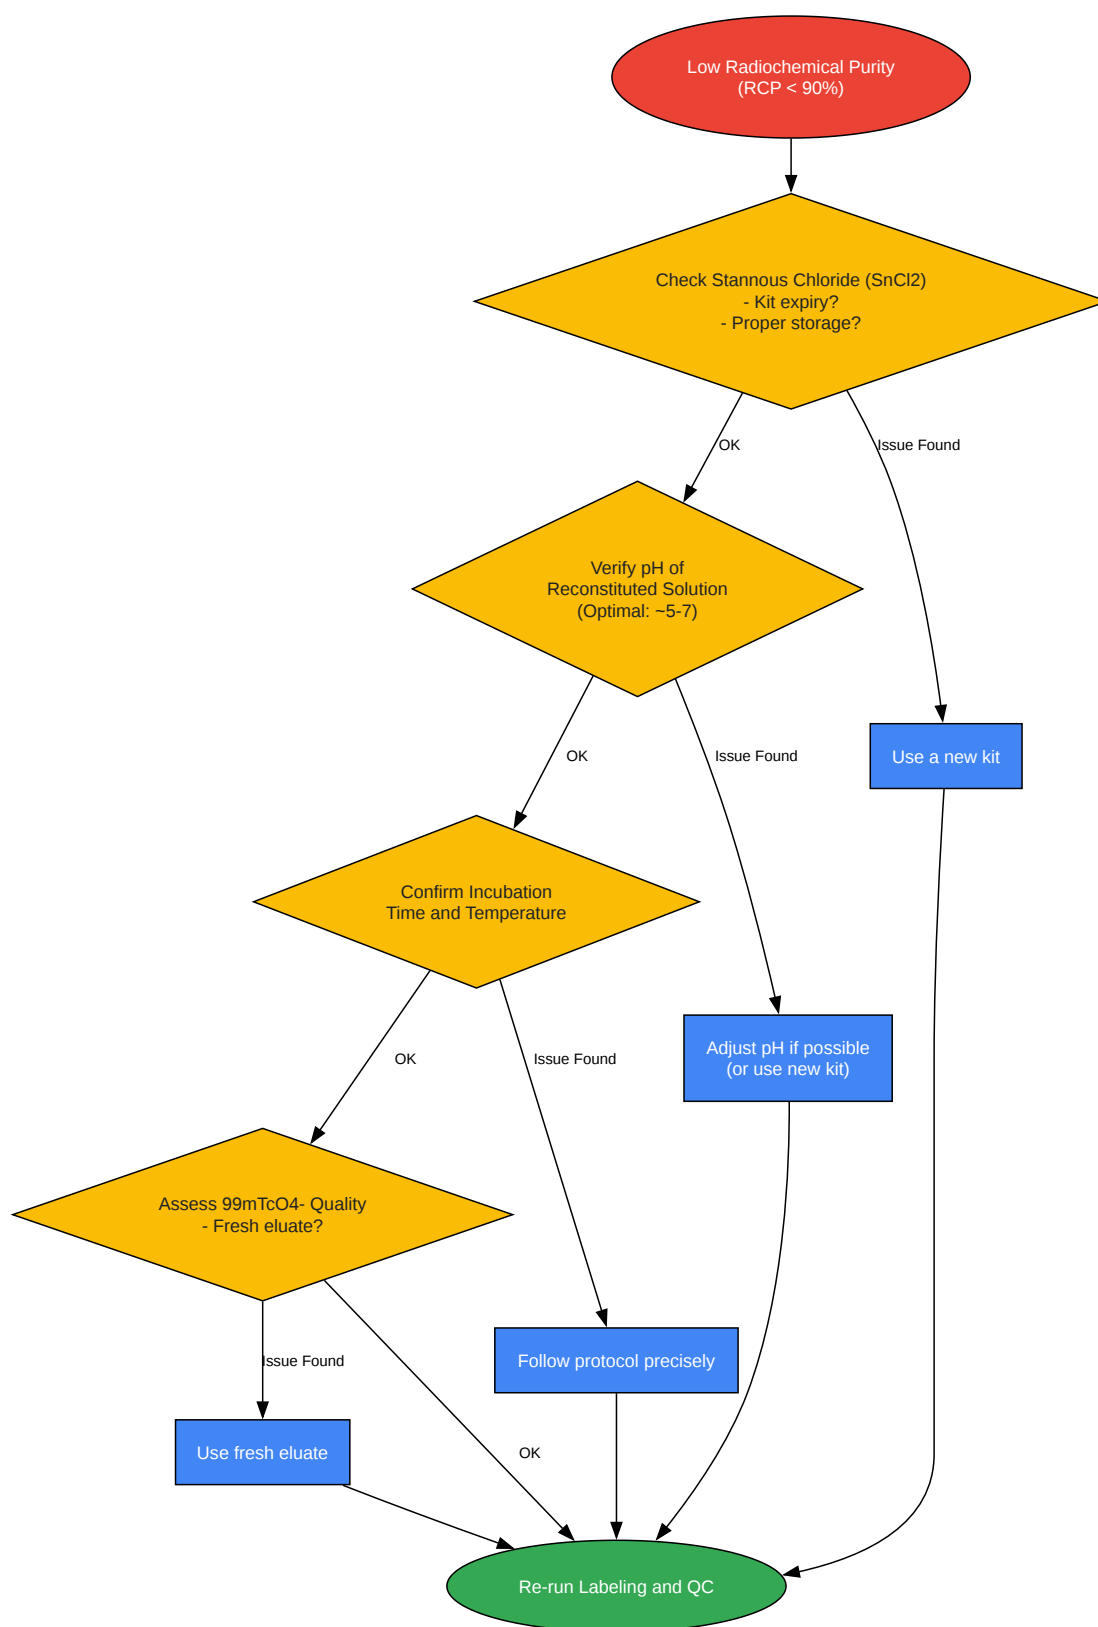 Low Radiochemical Purity
(RCP < 90%)
Check Stannous Chloride (SnCl2)
- Kit expiry?
- Proper storage?
OK
Issue Found
Verify pH of
Reconstituted Solution
(Optimal: ~5-7)
OK
Issue Found
Use a new kit
Confirm Incubation
Time and Temperature
OK
Issue Found
Adjust pH if possible
(or use new kit)
Assess 99mTcO4- Quality
- Fresh eluate?
Issue Found
Follow protocol precisely
Use fresh eluate
OK
Re-run Labeling and QC